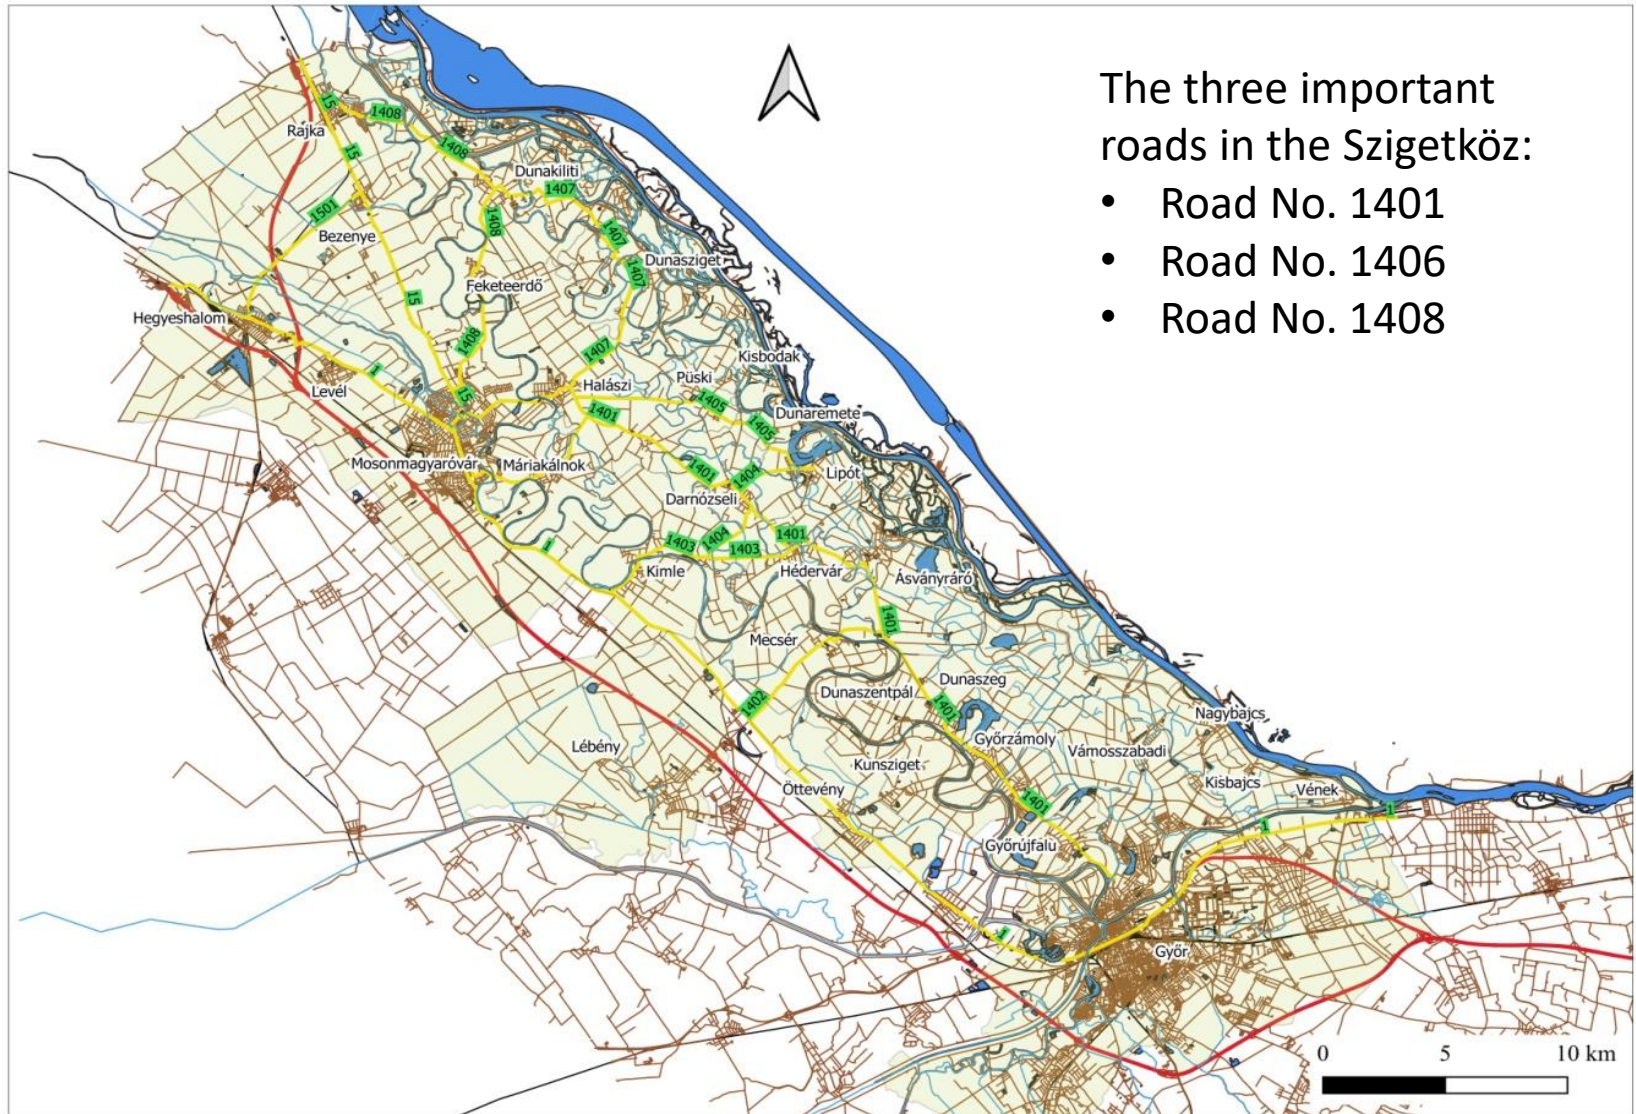 The three important
roads in the Szigetköz:
• Road No. 1401
• Road No. 1406
• Road No. 1408
15
1408
Rajka
1408
15
Dunakiliti
1407
1501
1408
1407
Bezenye
Dunasziget
1407
Feketeerdő
15
Hegyeshalom
1408
1407
Kisbodak
1
Püski
Levél
15
Halászi
1405
1401
Dunaremete
1405
Mosonmagyaróvár
Máriakálnok
1401
1404
Lipót
Darnózseli
1
1403
1404
1403
1401
Kimle
Hédervár
Ásványráró
1401
Mecsér
Dunaszeg
Dunaszentpál
1402
1401
Nagybajcs
Győrzámoly
Lébény
Vámosszabadi
Kunsziget
Kisbajcs
Vének
Öttevény
1401
1
1
Győrújfalu
1
Győr
0 5 10 km